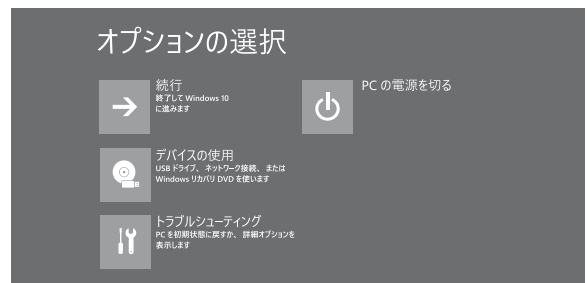 オプションの選択
続行
終了して Windows 10
に進みます
PC の電源を切る
デバイスの使用
USB ドライブ、ネットワーク接続、または
Windows リカバリ DVD を使います
トラブルシューティング
PC を初期状態に戻すか、詳細オプションを
表示します